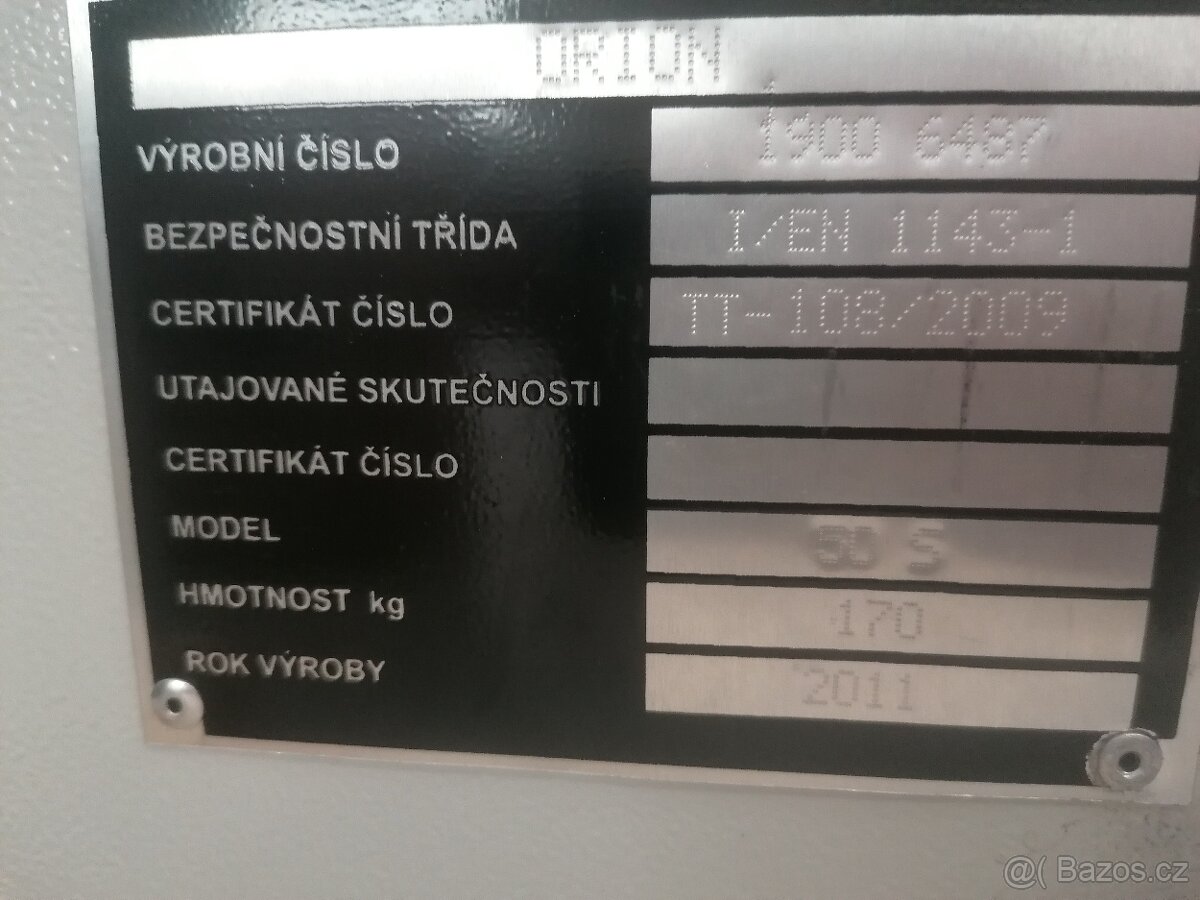 ORION
VÝROBNÍ ČÍSLO 1900 6487
BEZPEČNOSTNÍ TŘÍDA I/EN 1143-1
CERTIFIKÁT ČÍSLO TT-108/2009
UTAJOVANÉ SKUTEČNOSTI
CERTIFIKÁT ČÍSLO
MODEL S
HMOTNOST kg 170
ROK VÝROBY 2011
@( Bazos.cz